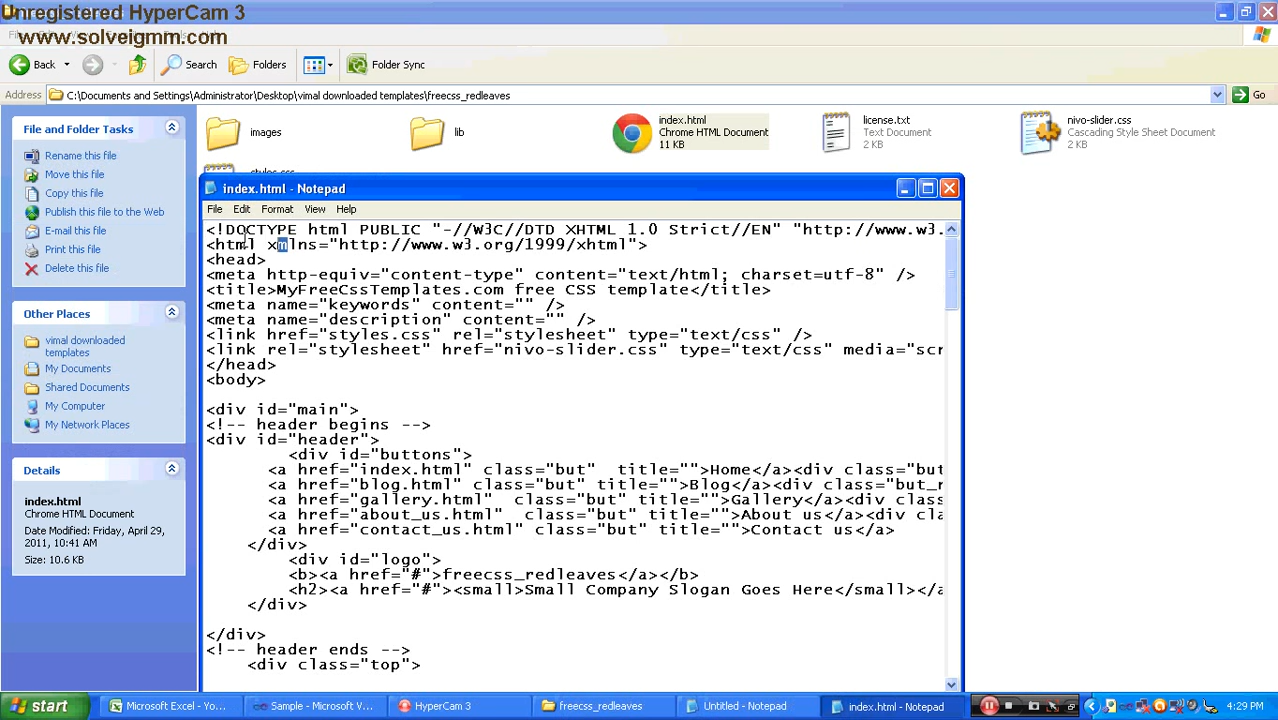 Unregistered HyperCam 3
www.solveigmm.com
Back
Search
Folders
Folder Sync
Address
C:\Documents and Settings\Administrator\Desktop\vimal downloaded templates\freecss_redleaves
Go
File and Folder Tasks
Rename this file
Move this file
Copy this file
Publish this file to the Web
E-mail this file
Print this file
Delete this file
Other Places
vimal downloaded
templates
My Documents
Shared Documents
My Computer
My Network Places
Details
index.html
Chrome HTML Document
Date Modified: Friday, April 29,
2011, 10:41 AM
Size: 10.6 KB
images
lib
index.html
Chrome HTML Document
11 KB
license.txt
Text Document
2 KB
nivo-slider.css
Cascading Style Sheet Document
2 KB
styles.css
index.html - Notepad
File Edit Format View Help
<!DOCTYPE html PUBLIC "-//W3C//DTD XHTML 1.0 Strict//EN" "http://www.w3.
<html xmlns="http://www.w3.org/1999/xhtml">
<head>
<meta http-equiv="content-type" content="text/html; charset=utf-8" />
<title>MyFreeCssTemplates.com free CSS template</title>
<meta name="keywords" content="" />
<meta name="description" content="" />
<link href="styles.css" rel="stylesheet" type="text/css" />
<link rel="stylesheet" href="nivo-slider.css" type="text/css" media="scr
</head>
<body>
<div id="main">
<!-- header begins -->
<div id="header">
<div id="buttons">
<a href="index.html" class="but" title="">Home</a><div class="but
<a href="blog.html" class="but" title="">Blog</a><div class="but_r
<a href="gallery.html" class="but" title="">Gallery</a><div class=
<a href="about_us.html" class="but" title="">About us</a><div cla
<a href="contact_us.html" class="but" title="">Contact us</a>
</div>
<div id="logo">
<b><a href="#">freecss_redleaves</a></b>
<h2><a href="#"><small>Small Company Slogan Goes Here</small></a
</div>
</div>
<!-- header ends -->
<div class="top">
start
Microsoft Excel - Yo...
Sample - Microsoft V...
HyperCam 3
freecss_redleaves
Untitled - Notepad
index.html - Notepad
4:29 PM